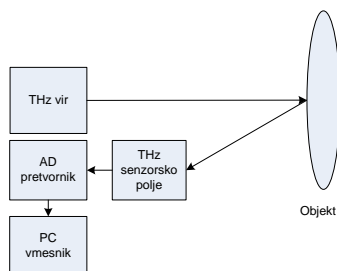 THz vir
AD
pretvornik
THz
senzorsko
polje
Objekt
PC
vmesnik